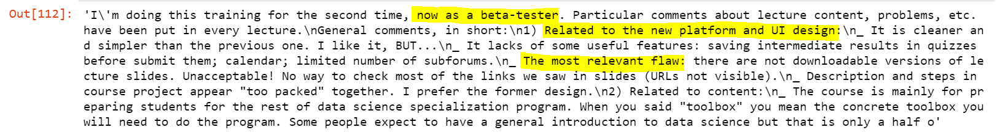 Out[112]: 'I\'m doing this training for the second time, now as a beta-tester. Particular comments about lecture content, problems, etc.
have been put in every lecture.\nGeneral comments, in short:\n1) Related to the new platform and UI design:\n_ It is cleaner an
d simpler than the previous one. I like it, BUT...\n_ It lacks of some useful features: saving intermediate results in quizzes
before submit them; calendar; limited number of subforums.\n_ The most relevant flaw: there are not downloadable versions of le
cture slides. Unacceptable! No way to check most of the links we saw in slides (URLs not visible).\n_ Description and steps in
course project appear "too packed" together. I prefer the former design.\n2) Related to content:\n_ The course is mainly for pr
eparing students for the rest of data science specialization program. When you said "toolbox" you mean the concrete toolbox you
will need to do the program. Some people expect to have a general introduction to data science but that is only a half o'